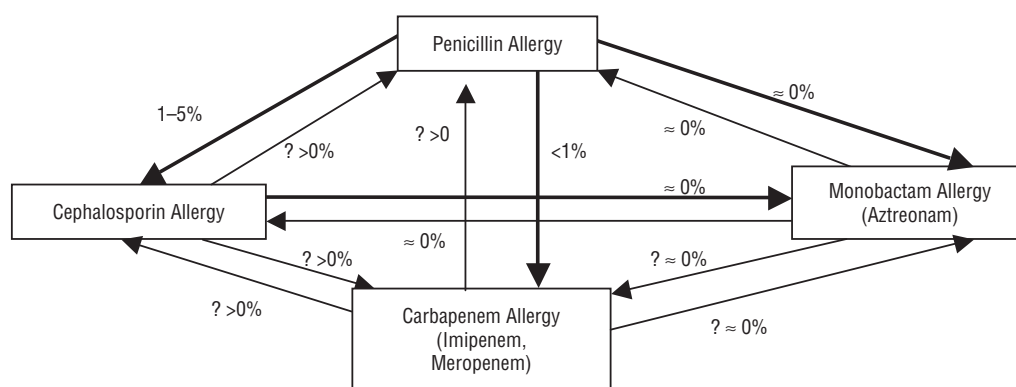 Penicillin Allergy
1–5%
? >0%
? >0
<1%
≈ 0%
≈ 0%
Cephalosporin Allergy
≈ 0%
Monobactam Allergy
(Aztreonam)
≈ 0%
? >0%
? >0%
? ≈ 0%
? ≈ 0%
Carbapenem Allergy
(Imipenem,
Meropenem)